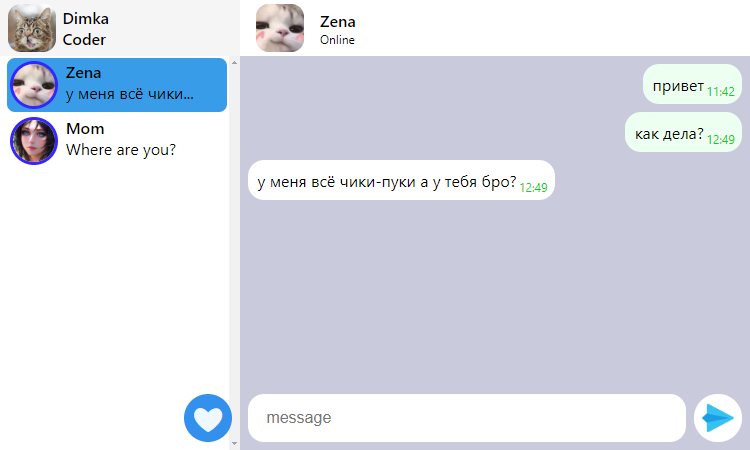 Dimka
Coder
Zena
у меня всё чики...
Mom
Where are you?
Zena
Online
привет 11:42
как дела? 12:49
у меня всё чики-пуки а у тебя бро? 12:49
message